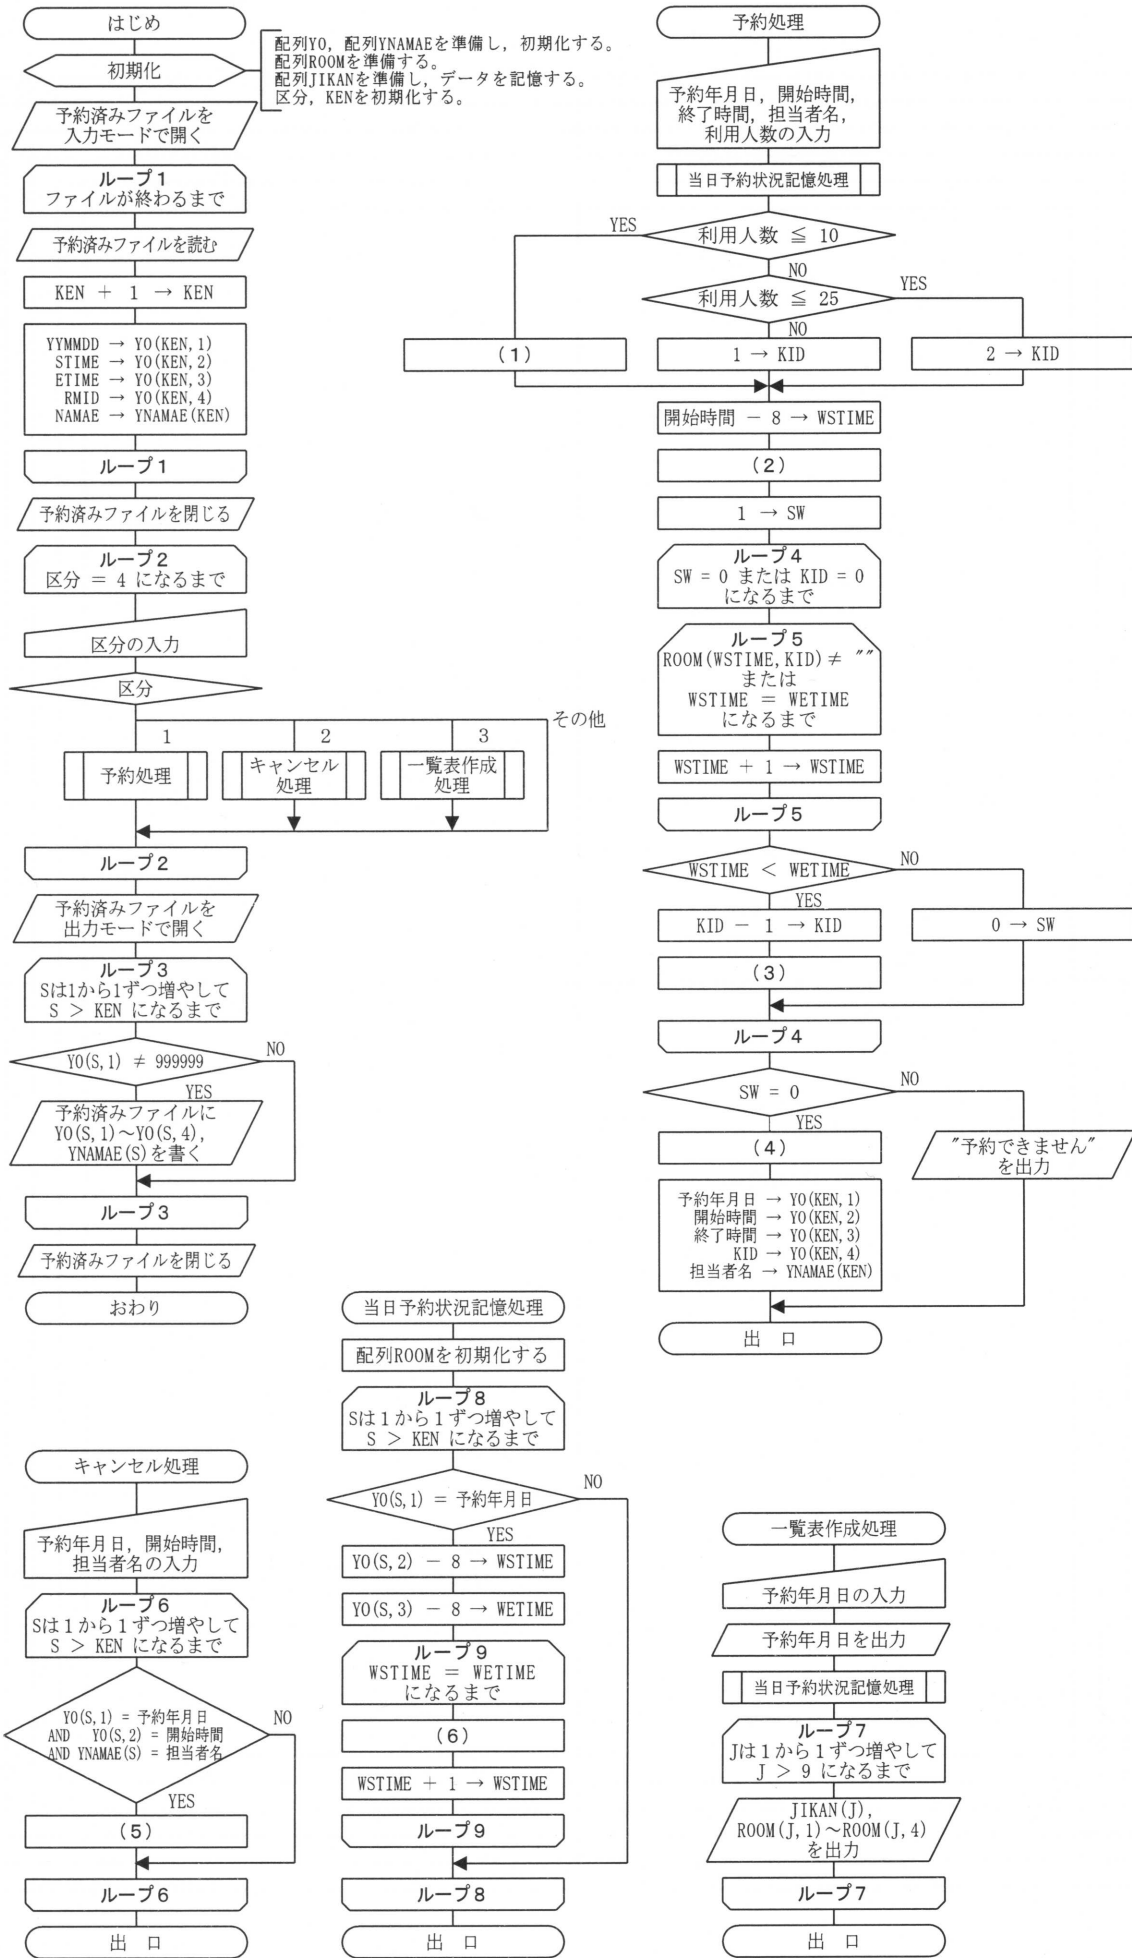 はじめ
初期化
配列YO，配列YNAMAEを準備し，初期化する。
配列ROOMを準備する。
配列JIKANを準備し，データを記憶する。
区分，KENを初期化する。
予約済みファイルを
入力モードで開く
ループ1
ファイルが終わるまで
予約済みファイルを読む
KEN ＋ 1 → KEN
YYMMDD → YO(KEN,1)
STIME → YO(KEN,2)
ETIME → YO(KEN,3)
RMID → YO(KEN,4)
NAMAE → YNAMAE(KEN)
ループ1
予約済みファイルを閉じる
ループ2
区分 ＝ 4 になるまで
区分の入力
区分
1
2
3
その他
予約処理
キャンセル
処理
一覧表作成
処理
ループ2
予約済みファイルを
出力モードで開く
ループ3
Sは1から1ずつ増やして
S ＞ KEN になるまで
YO(S,1) ≠ 999999
NO
YES
予約済みファイルに
YO(S,1)～YO(S,4)，
YNAMAE(S)を書く
ループ3
予約済みファイルを閉じる
おわり
予約処理
予約年月日，開始時間，
終了時間，担当者名，
利用人数の入力
当日予約状況記憶処理
利用人数 ≦ 10
YES
NO
利用人数 ≦ 25
YES
NO
(1)
1 → KID
2 → KID
開始時間 － 8 → WSTIME
(2)
1 → SW
ループ4
SW = 0 または KID = 0
になるまで
ループ5
ROOM(WSTIME,KID) ≠ ""
または
WSTIME ＝ WETIME
になるまで
WSTIME ＋ 1 → WSTIME
ループ5
WSTIME ＜ WETIME
NO
YES
KID － 1 → KID
0 → SW
(3)
ループ4
SW = 0
NO
YES
(4)
"予約できません"
を出力
予約年月日 → YO(KEN,1)
開始時間 → YO(KEN,2)
終了時間 → YO(KEN,3)
KID → YO(KEN,4)
担当者名 → YNAMAE(KEN)
出 口
キャンセル処理
予約年月日，開始時間，
担当者名の入力
ループ6
Sは1から1ずつ増やして
S ＞ KEN になるまで
YO(S,1) = 予約年月日
AND YO(S,2) = 開始時間
AND YNAMAE(S) = 担当者名
NO
YES
(5)
ループ6
出 口
当日予約状況記憶処理
配列ROOMを初期化する
ループ8
Sは1から1ずつ増やして
S ＞ KEN になるまで
YO(S,1) = 予約年月日
NO
YES
YO(S,2) － 8 → WSTIME
YO(S,3) － 8 → WETIME
ループ9
WSTIME ＝ WETIME
になるまで
(6)
WSTIME ＋ 1 → WSTIME
ループ9
ループ8
出 口
一覧表作成処理
予約年月日の入力
予約年月日を出力
当日予約状況記憶処理
ループ7
Jは1から1ずつ増やして
J ＞ 9 になるまで
JIKAN(J)，
ROOM(J,1)～ROOM(J,4)
を出力
ループ7
出 口